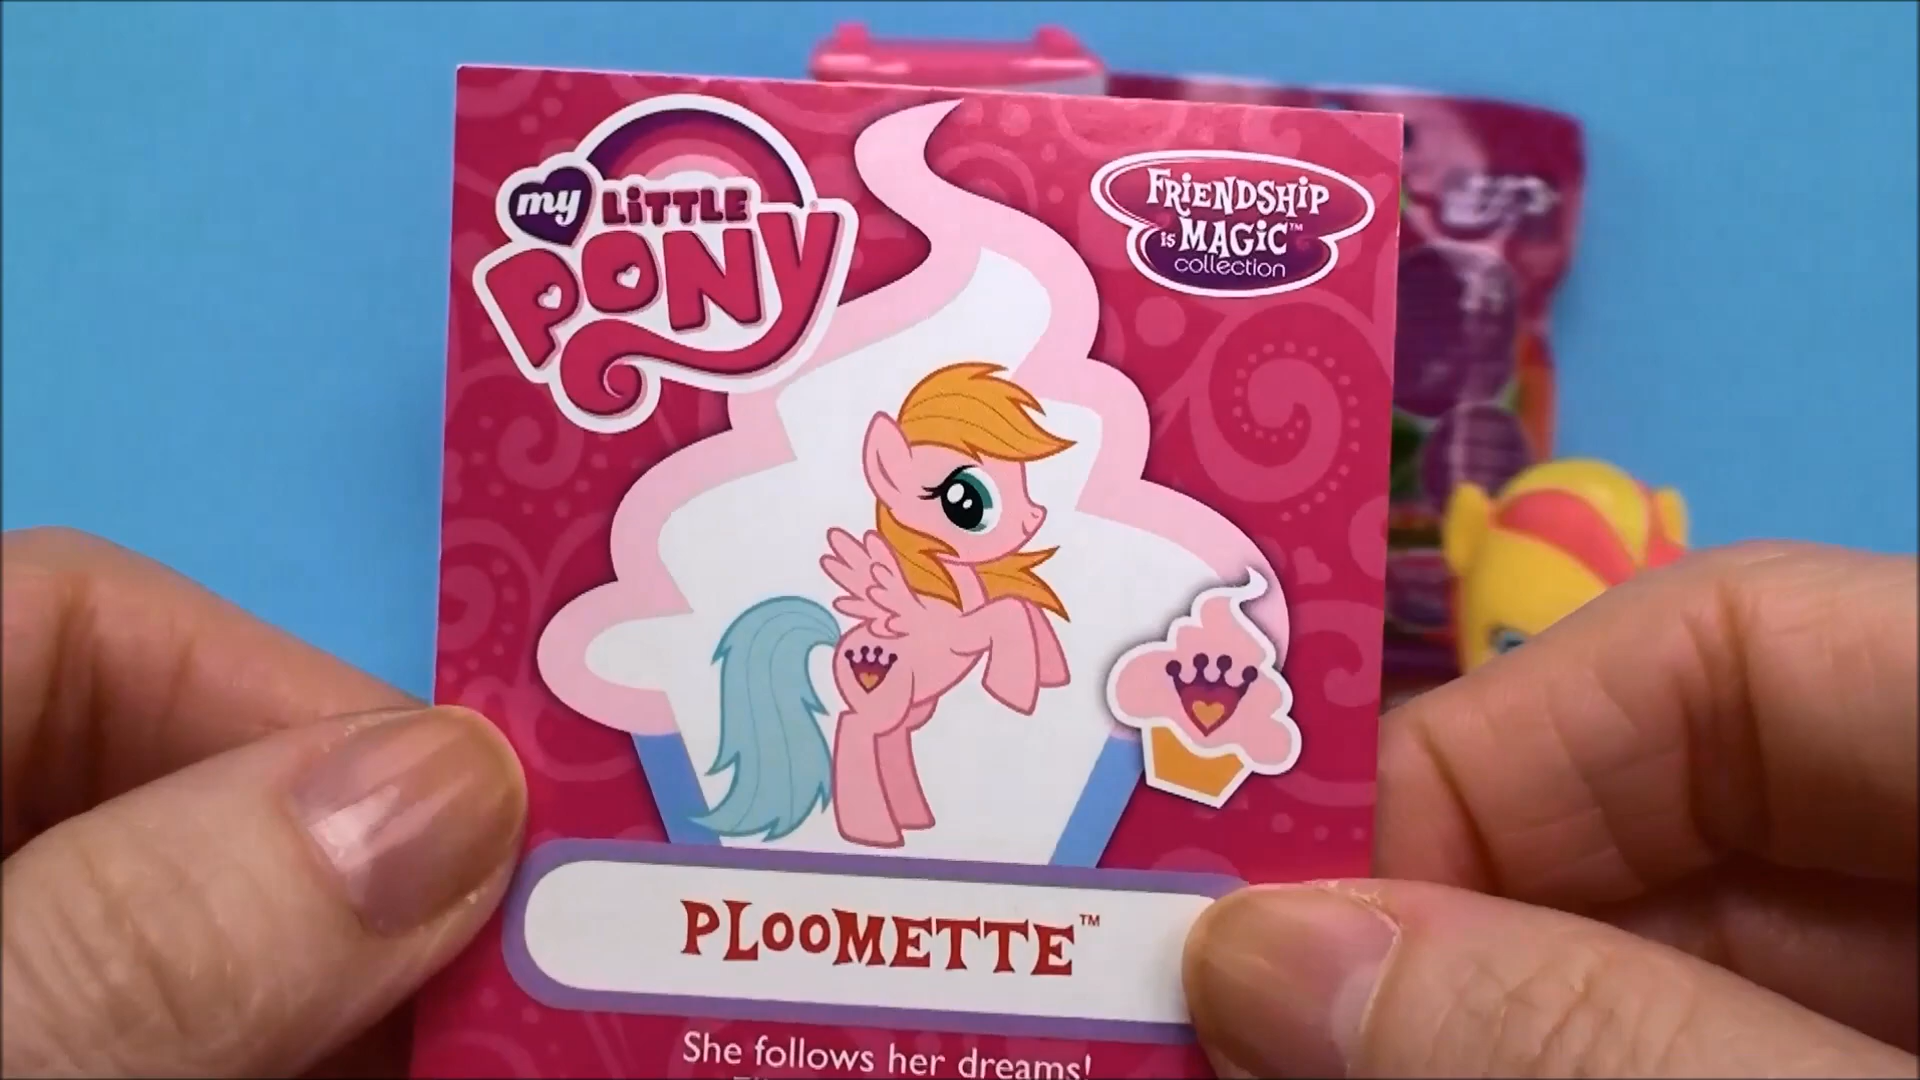 my LiTTLE PONY
FRiENDSHiP
is MAGiC™
collection
PLOOMETTE™
She follows her dreams!